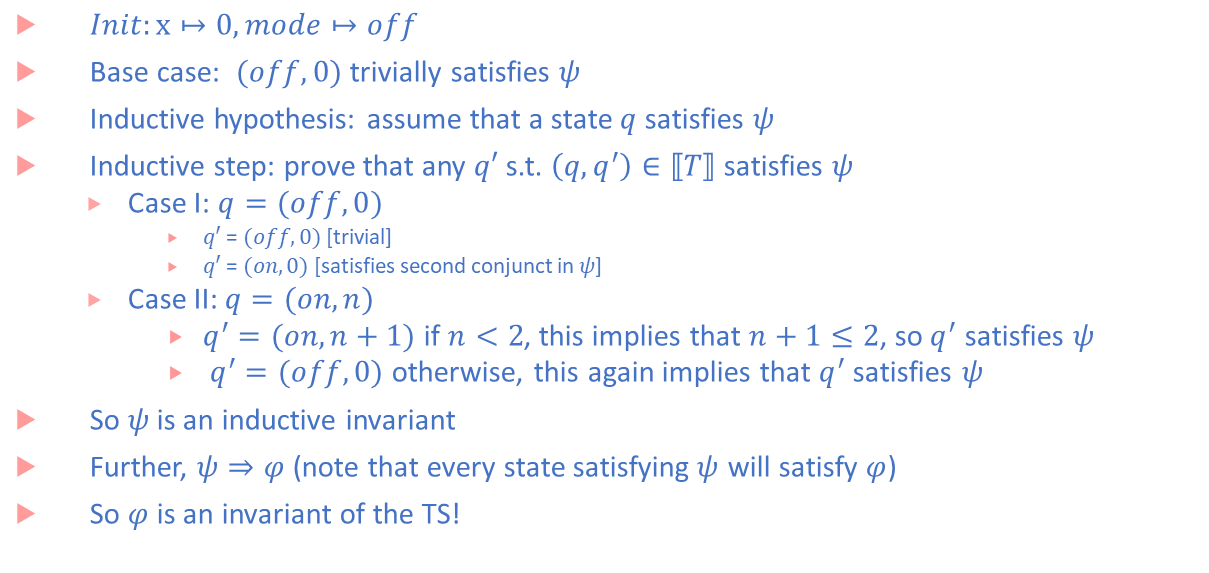 Init: x ↦ 0, mode ↦ off
Base case: (off, 0) trivially satisfies ψ
Inductive hypothesis: assume that a state q satisfies ψ
Inductive step: prove that any q′ s.t. (q, q′) ∈ ⟦T⟧ satisfies ψ
Case I: q = (off, 0)
q′ = (off, 0) [trivial]
q′ = (on, 0) [satisfies second conjunct in ψ]
Case II: q = (on, n)
q′ = (on, n + 1) if n < 2, this implies that n + 1 ≤ 2, so q′ satisfies ψ
q′ = (off, 0) otherwise, this again implies that q′ satisfies ψ
So ψ is an inductive invariant
Further, ψ ⇒ φ (note that every state satisfying ψ will satisfy φ)
So φ is an invariant of the TS!